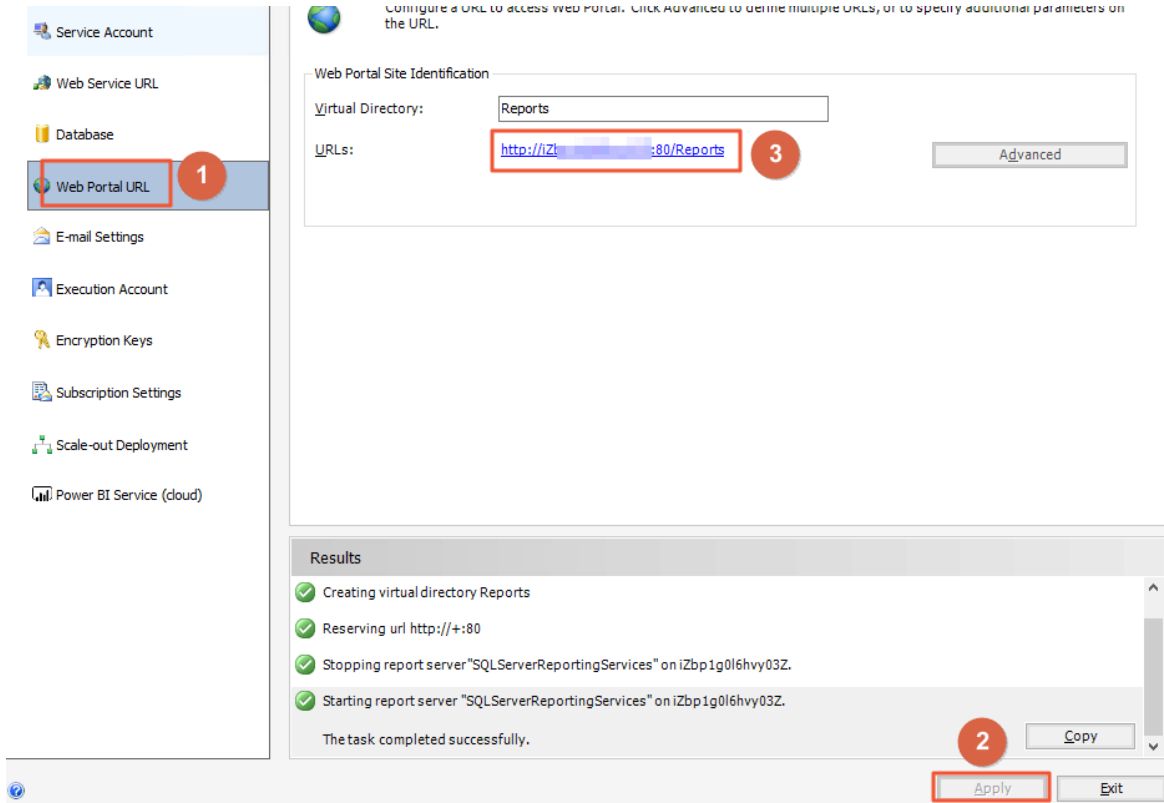 Configure a URL to access Web Portal. Click Advanced to define multiple URLs, or to specify additional parameters on
the URL.
Service Account
Web Service URL
Database
Web Portal URL
1
E-mail Settings
Execution Account
Encryption Keys
Subscription Settings
Scale-out Deployment
Power BI Service (cloud)
Web Portal Site Identification
Virtual Directory:
Reports
URLs:
http://iZb :80/Reports
3
Advanced
Results
Creating virtual directory Reports
Reserving url http://+:80
Stopping report server "SQLServerReportingServices" on iZbp1g0l6hvy03Z.
Starting report server "SQLServerReportingServices" on iZbp1g0l6hvy03Z.
The task completed successfully.
2
Copy
Apply
Exit